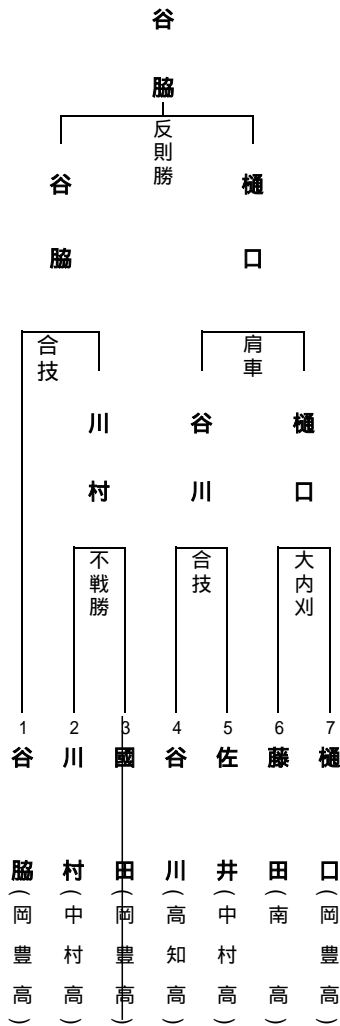 谷脇
反則勝
谷脇
樋口
合技
肩車
川村
谷川
樋口
不戦勝
合技
大内刈
1 2 3 4 5 6 7
谷脇(岡豊高)
川村(中村高)
國田(岡豊高)
谷川(高知高)
佐井(中村高)
藤田(南高)
樋口(岡豊高)